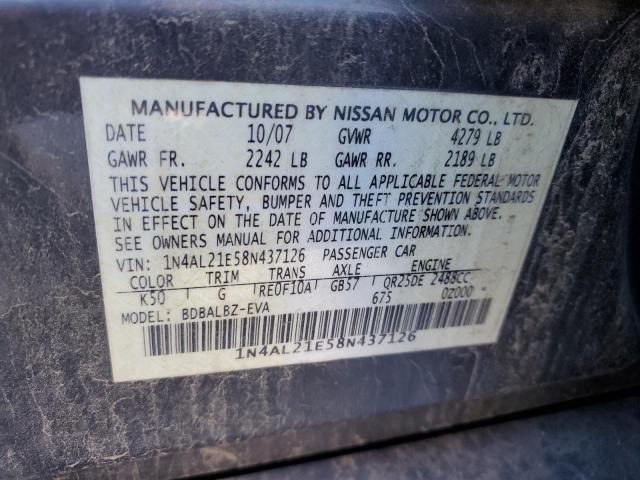 MANUFACTURED BY NISSAN MOTOR CO., LTD.
DATE 10/07 GVWR 4279 LB
GAWR FR. 2242 LB GAWR RR. 2189 LB
THIS VEHICLE CONFORMS TO ALL APPLICABLE FEDERAL MOTOR
VEHICLE SAFETY, BUMPER AND THEFT PREVENTION STANDARDS
IN EFFECT ON THE DATE OF MANUFACTURE SHOWN ABOVE.
SEE OWNERS MANUAL FOR ADDITIONAL INFORMATION.
VIN: 1N4AL21E58N437126 PASSENGER CAR
COLOR TRIM TRANS AXLE ENGINE
K50 G RE0F10A GB57 QR25DE 2488CC
675 0Z000
MODEL: BDBALBZ-EVA
1N4AL21E58N437126